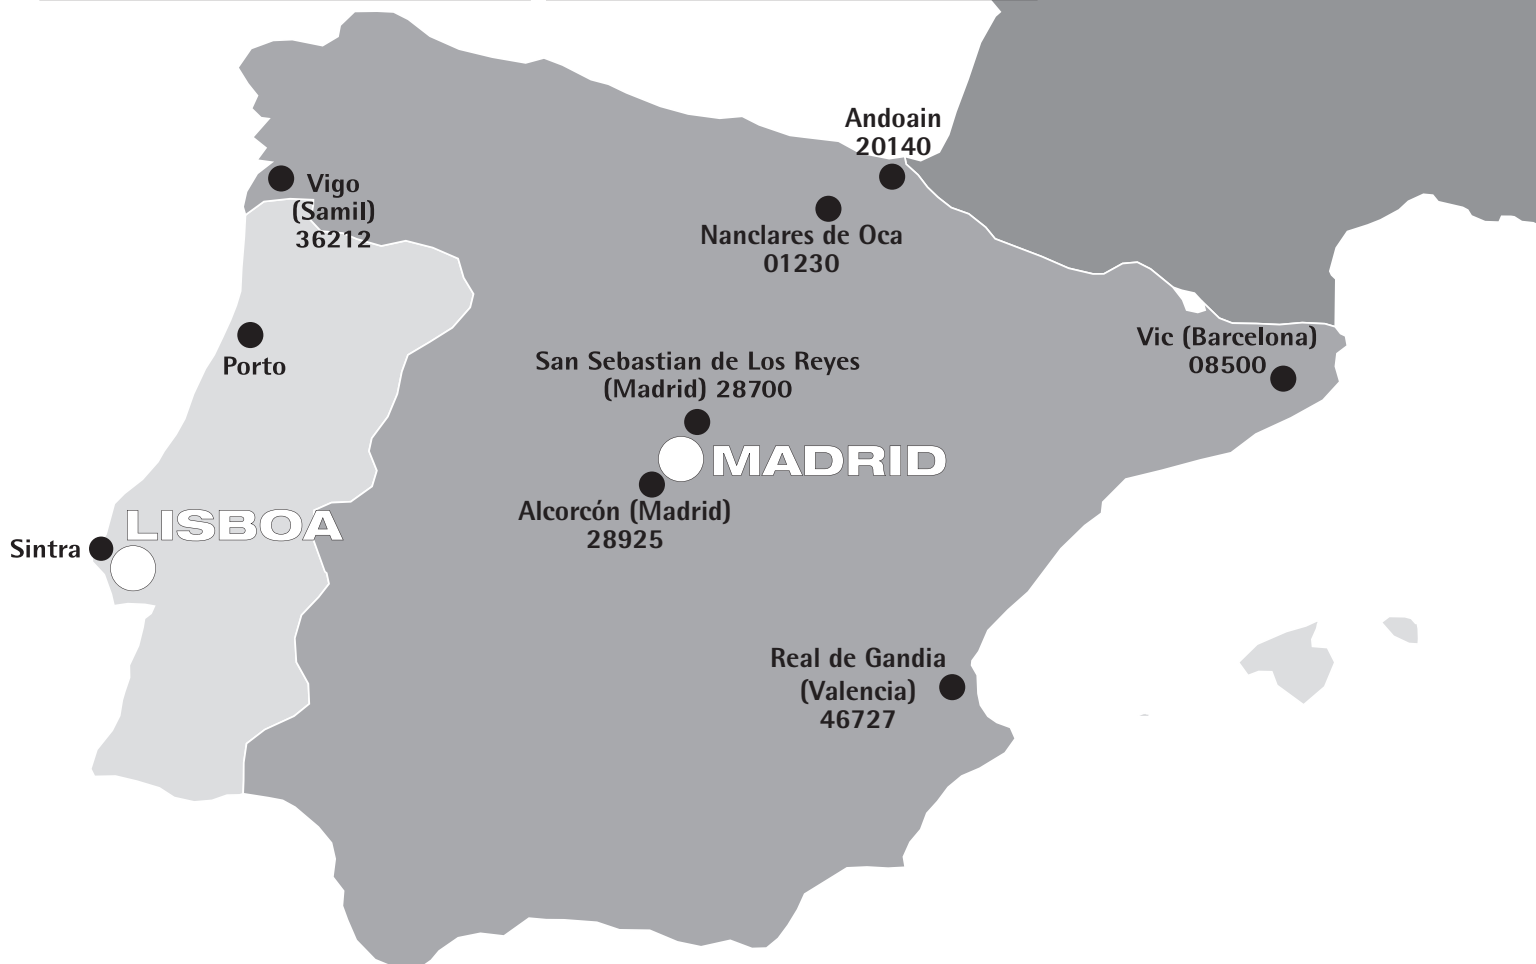 Andoain
20140
Vigo
(Samil)
36212
Nanclares de Oca
01230
Vic (Barcelona)
08500
Porto
San Sebastian de Los Reyes
(Madrid) 28700
MADRID
Alcorcón (Madrid)
28925
LISBOA
Sintra
Real de Gandia
(Valencia)
46727